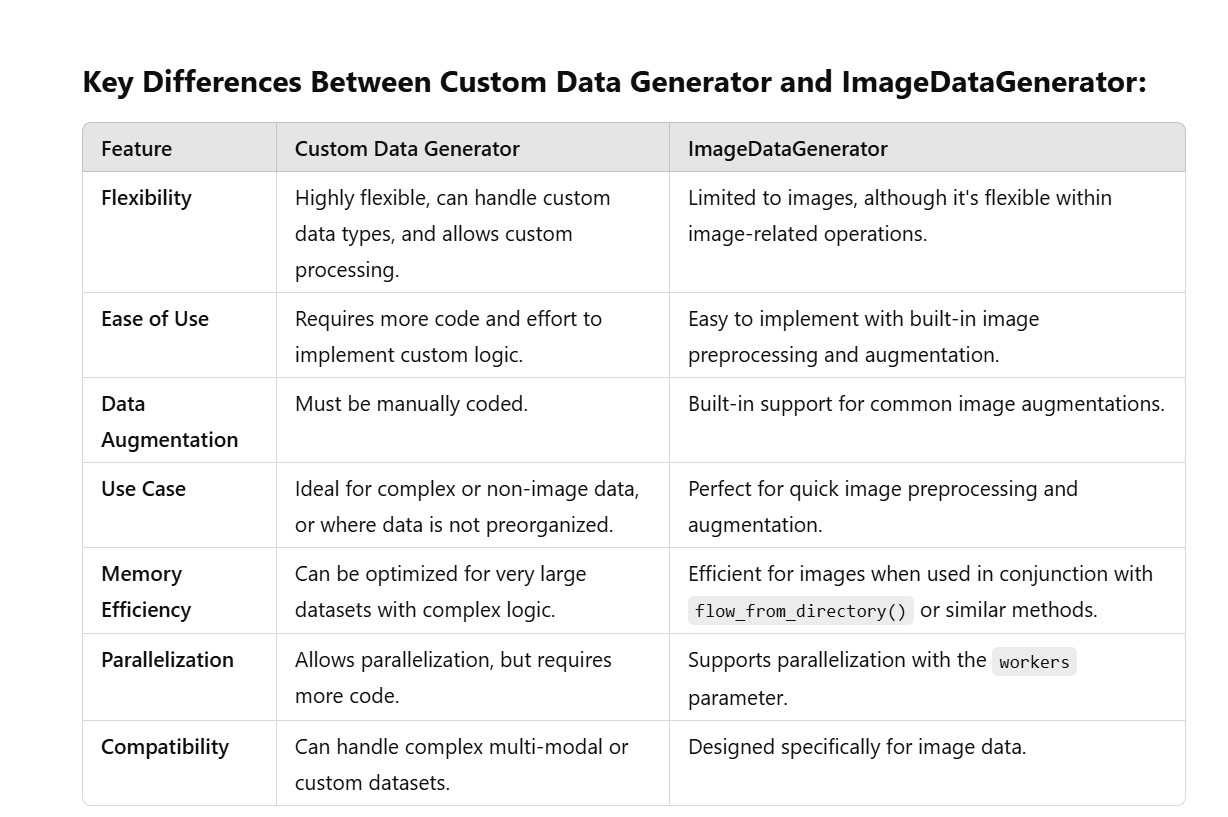 Key Differences Between Custom Data Generator and ImageDataGenerator:
Feature Custom Data Generator ImageDataGenerator
Flexibility Highly flexible, can handle custom Limited to images, although it's flexible within
data types, and allows custom image-related operations.
processing.
Ease of Use Requires more code and effort to Easy to implement with built-in image
implement custom logic. preprocessing and augmentation.
Data Must be manually coded. Built-in support for common image augmentations.
Augmentation
Use Case Ideal for complex or non-image data, Perfect for quick image preprocessing and
or where data is not preorganized. augmentation.
Memory Can be optimized for very large Efficient for images when used in conjunction with
Efficiency datasets with complex logic. flow_from_directory() or similar methods.
Parallelization Allows parallelization, but requires Supports parallelization with the workers
more code. parameter.
Compatibility Can handle complex multi-modal or Designed specifically for image data.
custom datasets.